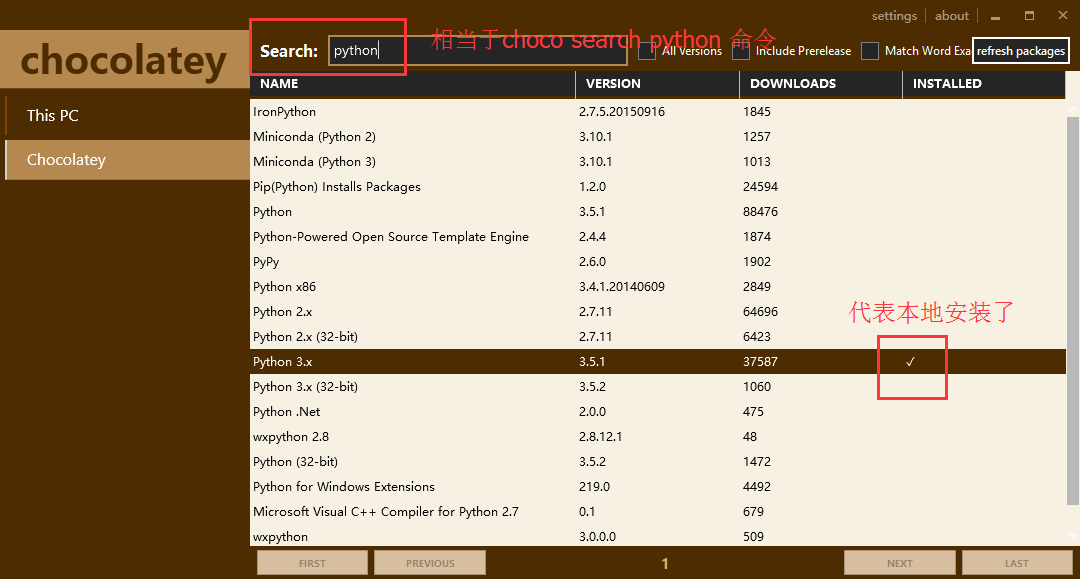 settings about
chocolatey
Search: python 相当于choco search python 命令 All Versions Include Prerelease Match Word Exa refresh packages
This PC
Chocolatey
NAME VERSION DOWNLOADS INSTALLED
IronPython 2.7.5.20150916 1845
Miniconda (Python 2) 3.10.1 1257
Miniconda (Python 3) 3.10.1 1013
Pip(Python) Installs Packages 1.2.0 24594
Python 3.5.1 88476
Python-Powered Open Source Template Engine 2.4.4 1874
PyPy 2.6.0 1902
Python x86 3.4.1.20140609 2849
代表本地安装了
Python 2.x 2.7.11 64696
Python 2.x (32-bit) 2.7.11 6423
Python 3.x 3.5.1 37587 ✓
Python 3.x (32-bit) 3.5.2 1060
Python .Net 2.0.0 475
wxpython 2.8 2.8.12.1 48
Python (32-bit) 3.5.2 1472
Python for Windows Extensions 219.0 4492
Microsoft Visual C++ Compiler for Python 2.7 0.1 679
wxpython 3.0.0.0 509
FIRST PREVIOUS 1 NEXT LAST